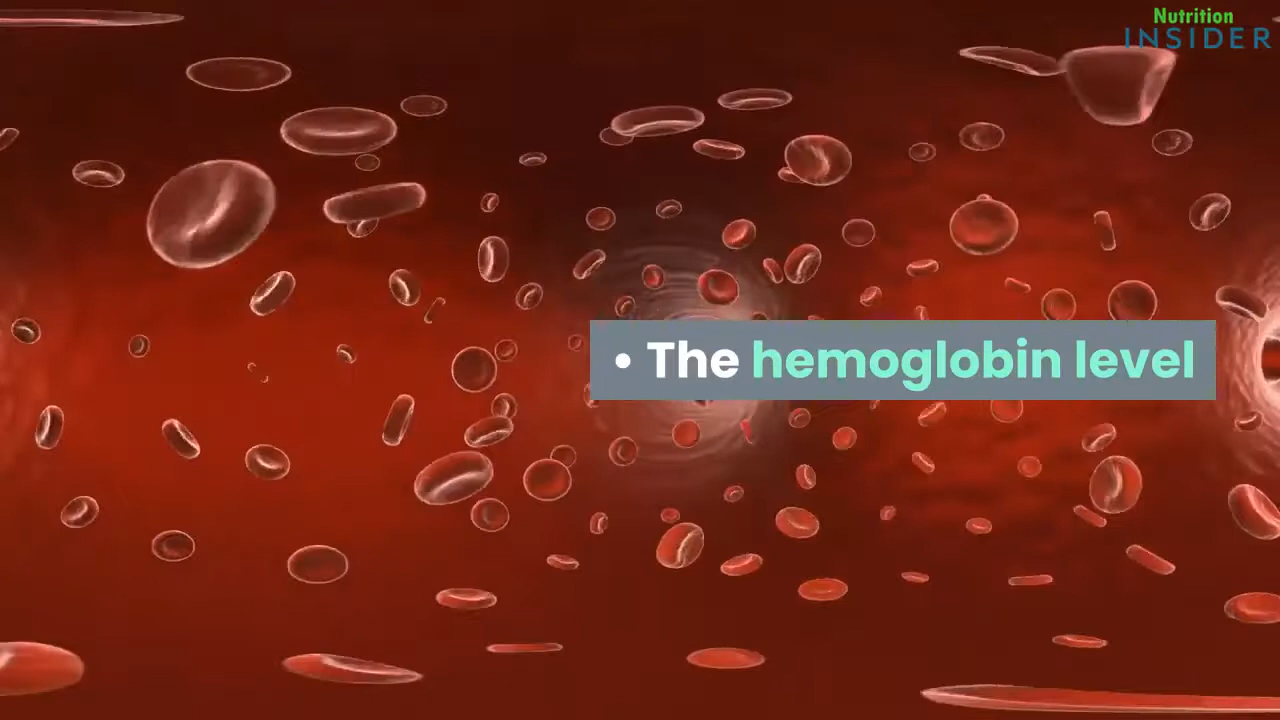 Nutrition
INSIDER
• The hemoglobin level